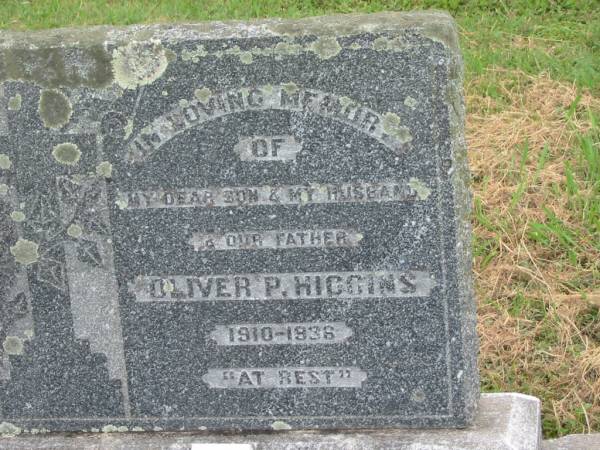 IN LOVING MEMORY
OF
MY DEAR SON & MY HUSBAND
& OUR FATHER
OLIVER P. HIGGINS
1910-1936
"AT REST"